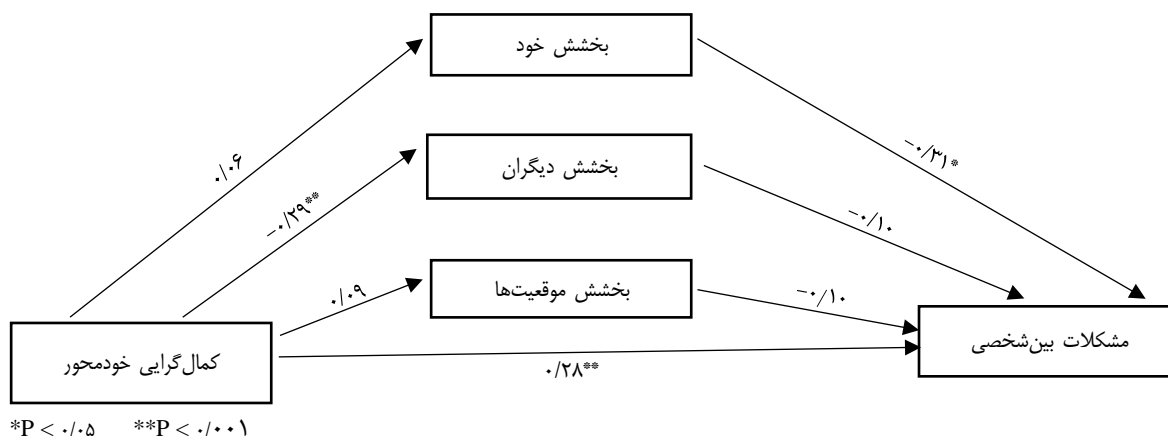 بخشش خود
۰/۰۶
-۰/۳۱*
بخشش دیگران
-۰/۲۹**
-۰/۱۰
بخشش موقعیت‌ها
۰/۰۹
-۰/۱۰
مشکلات بین‌شخصی
کمال‌گرایی خودمحور
۰/۲۸**
*P < ۰/۰۵ **P < ۰/۰۰۱